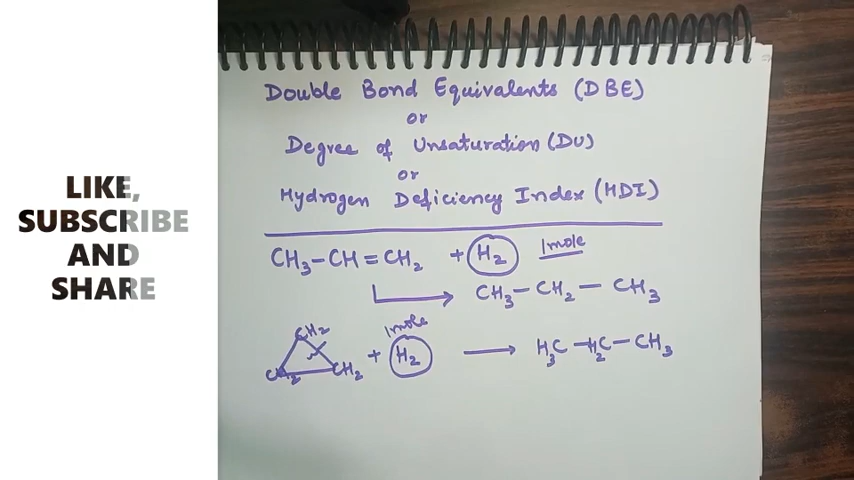 LIKE,
SUBSCRIBE
AND
SHARE
Double Bond Equivalents (DBE)
or
Degree of Unsaturation (DU)
or
Hydrogen Deficiency Index (HDI)
CH₃-CH=CH₂ + H₂ 1mole
CH₃-CH₂-CH₃
CH₂ 1mole
CH₂ CH₂ + H₂ → H₃C-H₂C-CH₃